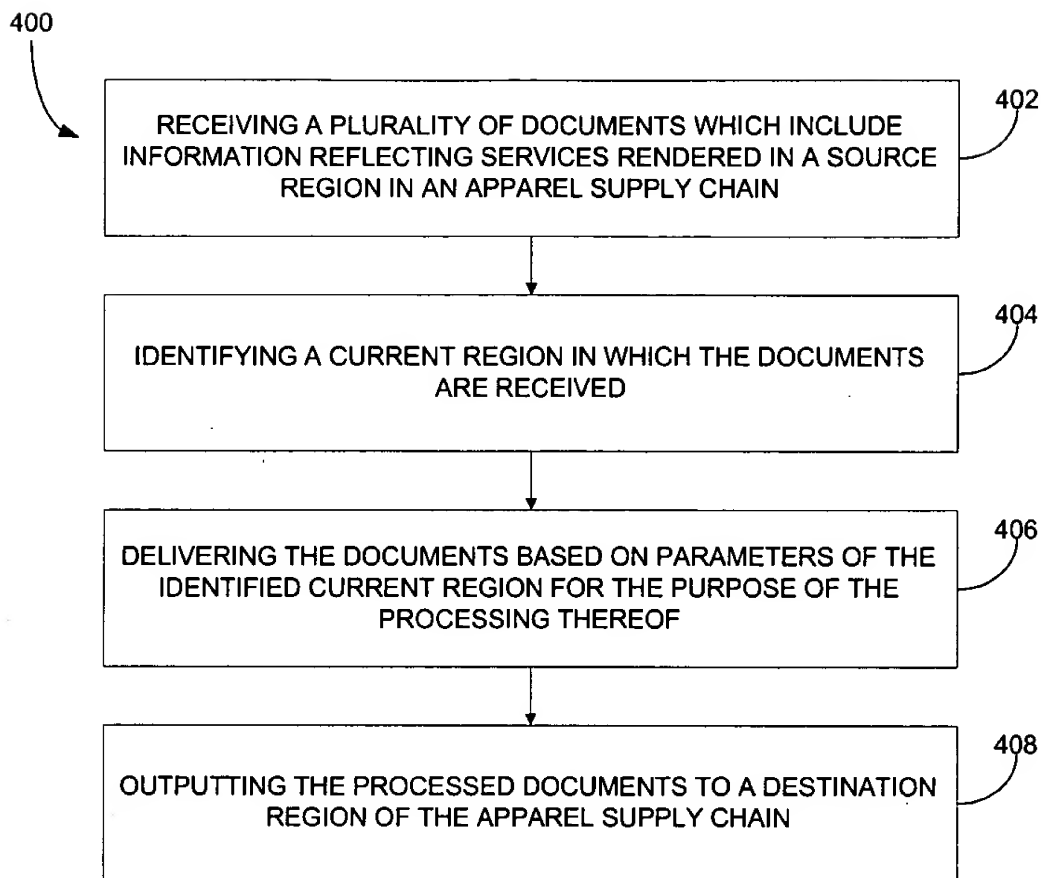 400
402
RECEIVING A PLURALITY OF DOCUMENTS WHICH INCLUDE
INFORMATION REFLECTING SERVICES RENDERED IN A SOURCE
REGION IN AN APPAREL SUPPLY CHAIN
404
IDENTIFYING A CURRENT REGION IN WHICH THE DOCUMENTS
ARE RECEIVED
406
DELIVERING THE DOCUMENTS BASED ON PARAMETERS OF THE
IDENTIFIED CURRENT REGION FOR THE PURPOSE OF THE
PROCESSING THEREOF
408
OUTPUTTING THE PROCESSED DOCUMENTS TO A DESTINATION
REGION OF THE APPAREL SUPPLY CHAIN